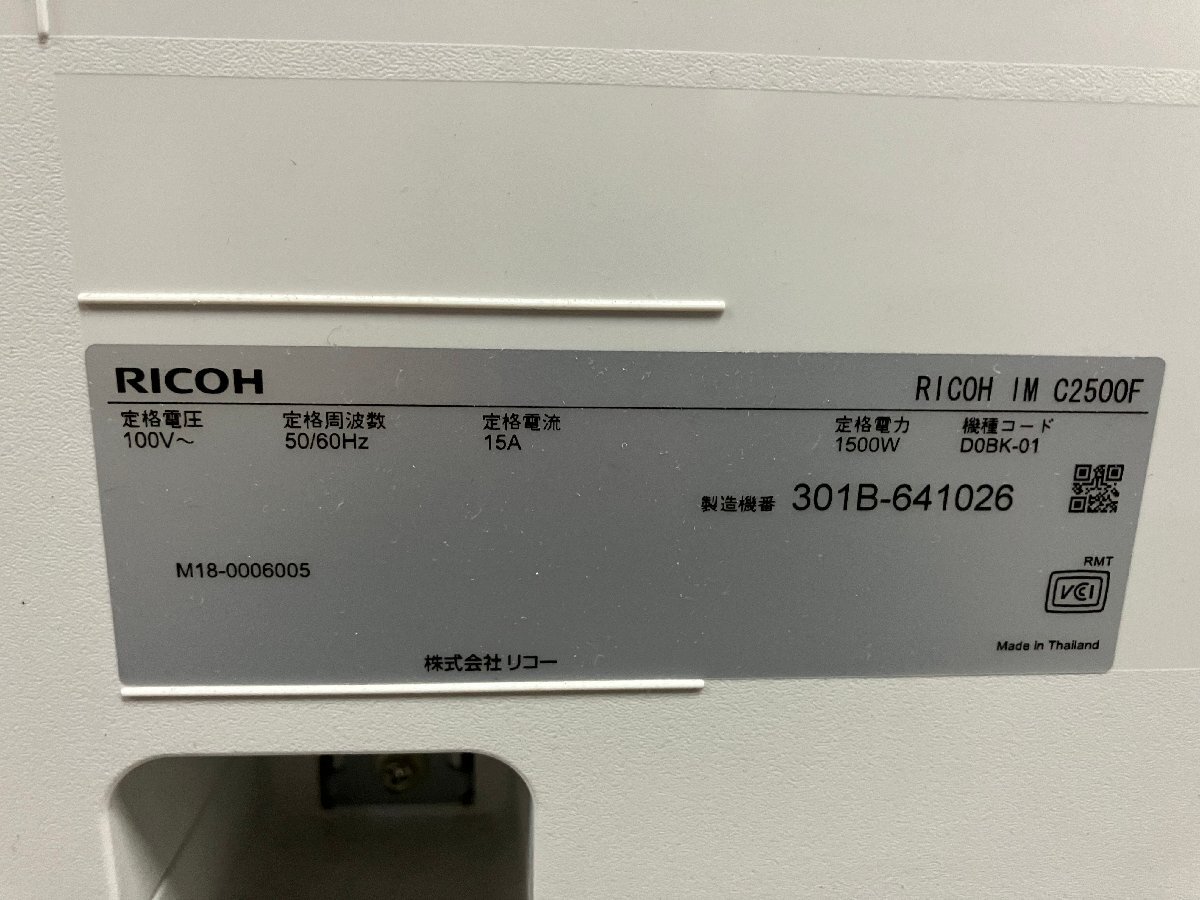 RICOH
RICOH IM C2500F
定格電圧 定格周波数 定格電流 定格電力 機種コード
100V～ 50/60Hz 15A 1500W D0BK-01
製造機番 301B-641026
M18-0006005
RMT
VCCI
株式会社リコー
Made in Thailand